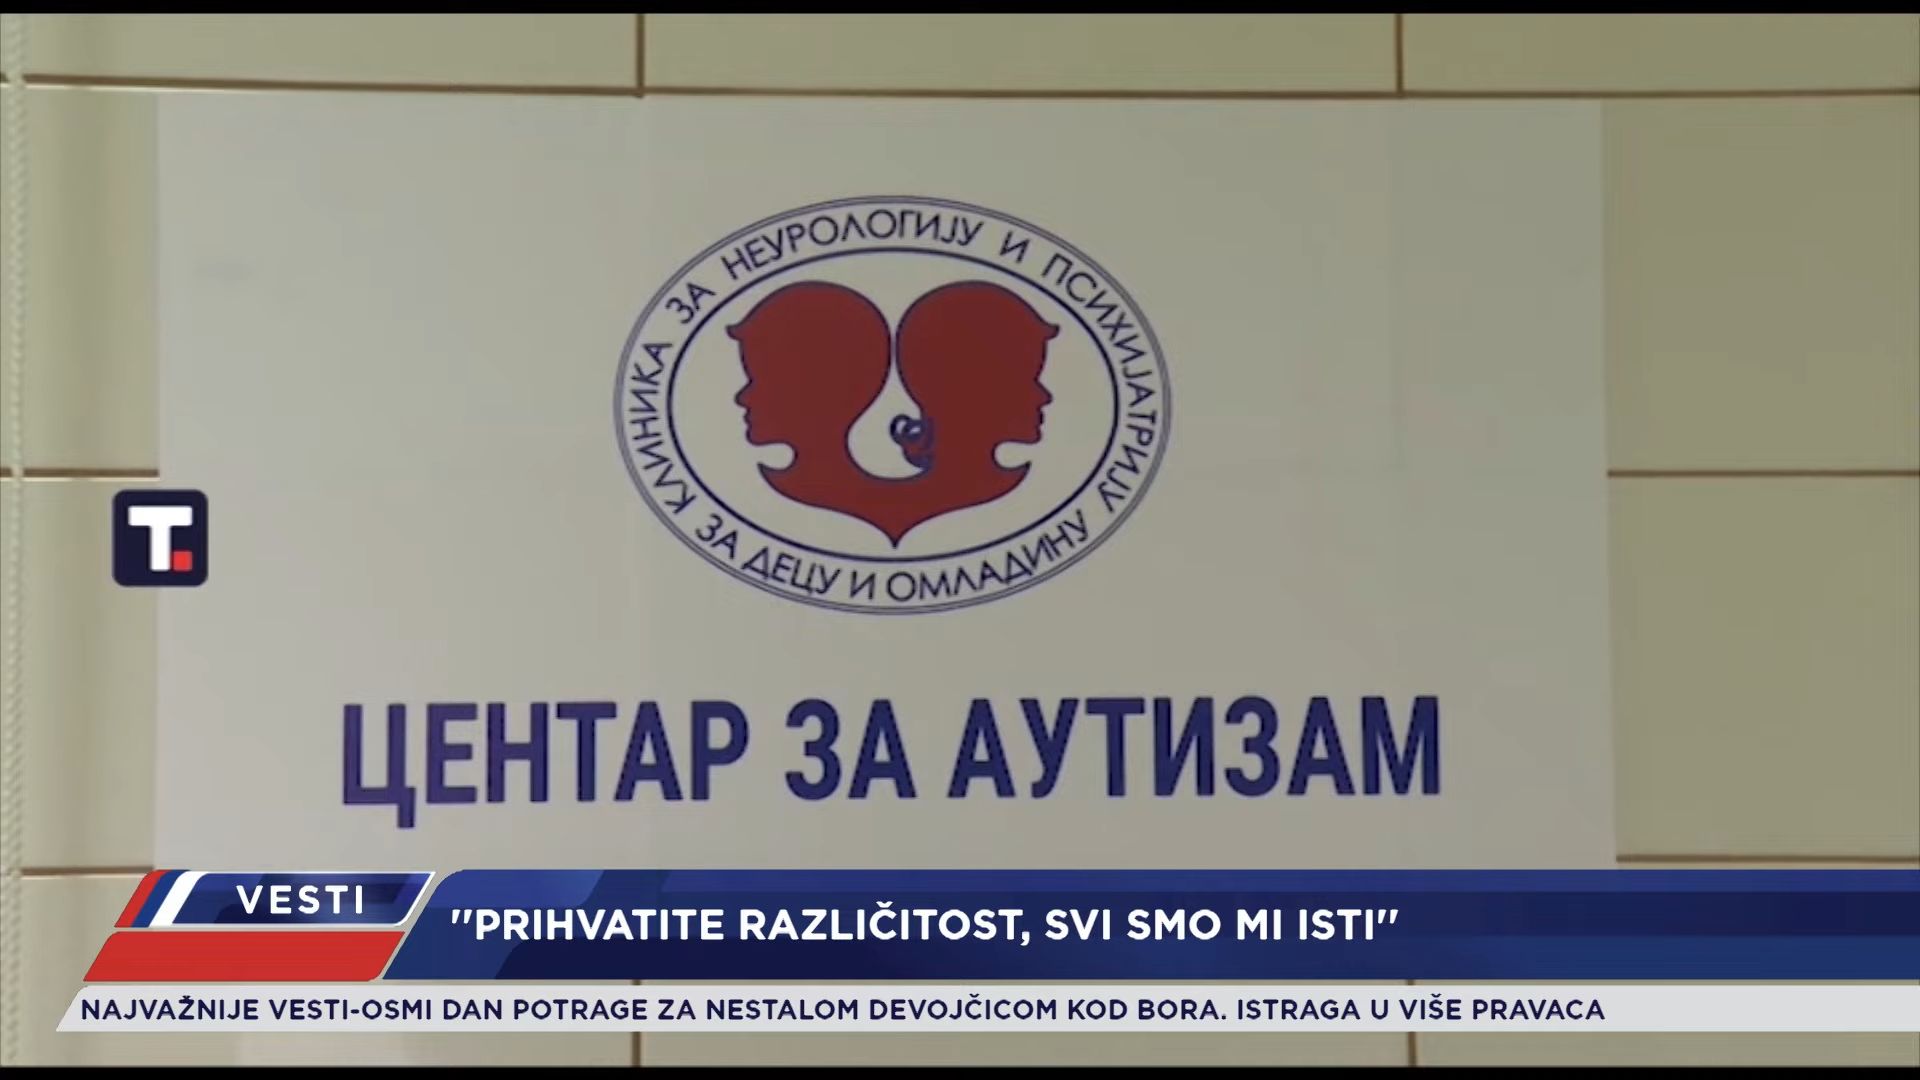 КЛИНИКА ЗА НЕУРОЛОГИЈУ И ПСИХИЈАТРИЈУ ЗА ДЕЦУ И ОМЛАДИНУ
T.
ЦЕНТАР ЗА АУТИЗАМ
VESTI
"PRIHVATITE RAZLIČITOST, SVI SMO MI ISTI"
NAJVAŽNIJE VESTI-OSMI DAN POTRAGE ZA NESTALOM DEVOJČICOM KOD BORA. ISTRAGA U VIŠE PRAVACA